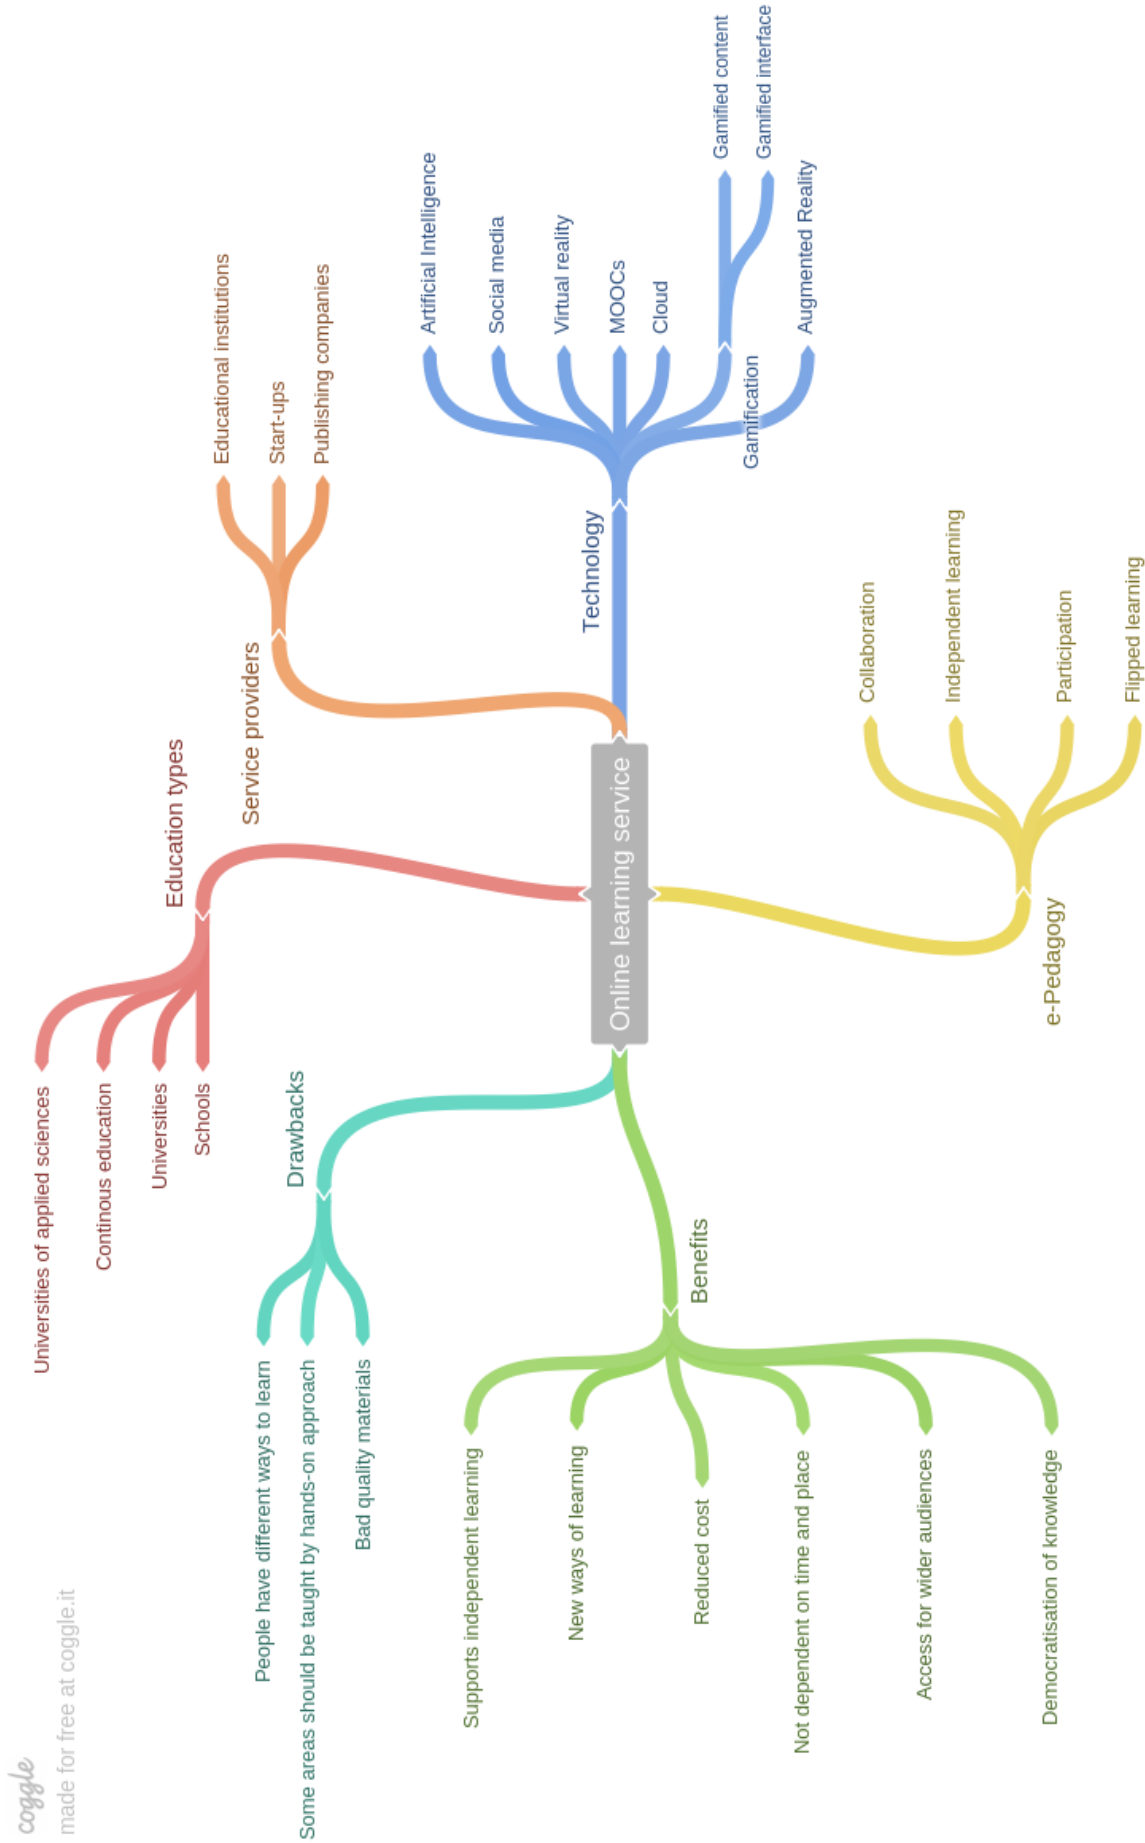 coggle
made for free at coggle.it
Online learning service
Education types
Universities of applied sciences
Continous education
Universities
Schools
Service providers
Educational institutions
Start-ups
Publishing companies
Technology
Artificial Intelligence
Social media
Virtual reality
MOOCs
Cloud
Gamification
Gamified content
Gamified interface
Augmented Reality
e-Pedagogy
Collaboration
Independent learning
Participation
Flipped learning
Drawbacks
People have different ways to learn
Some areas should be taught by hands-on approach
Bad quality materials
Benefits
Supports independent learning
New ways of learning
Reduced cost
Not dependent on time and place
Access for wider audiences
Democratisation of knowledge